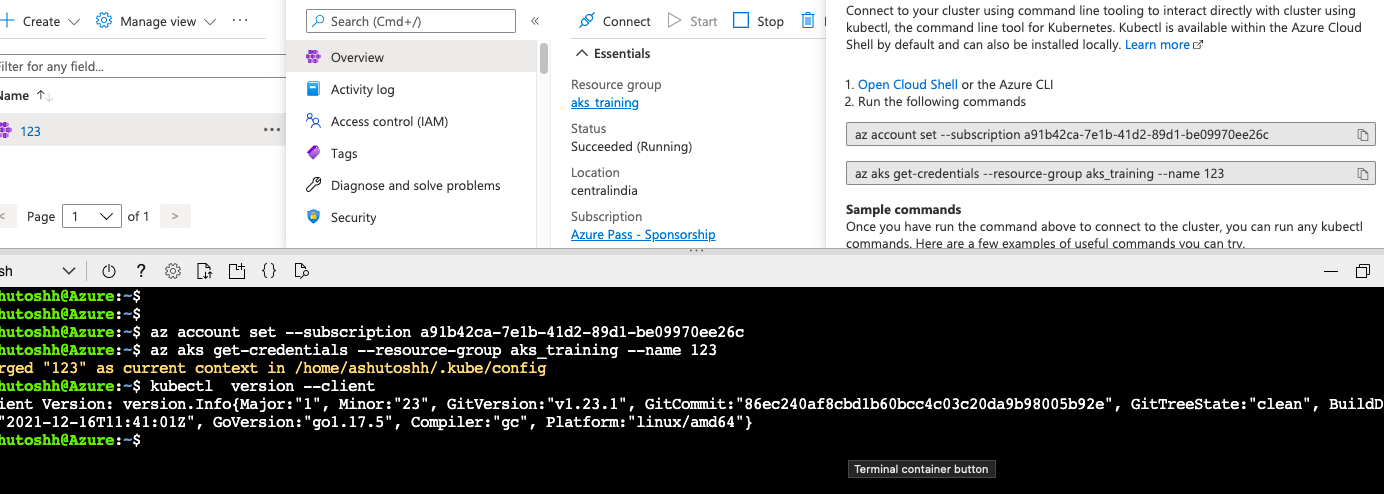 Create
Manage view
ilter for any field...
Name
123
Page 1 of 1
Search (Cmd+/)
Overview
Activity log
Access control (IAM)
Tags
Diagnose and solve problems
Security
Connect
Start
Stop
Essentials
Resource group
aks_training
Status
Succeeded (Running)
Location
centralindia
Subscription
Azure Pass - Sponsorship
Connect to your cluster using command line tooling to interact directly with cluster using
kubectl, the command line tool for Kubernetes. Kubectl is available within the Azure Cloud
Shell by default and can also be installed locally. Learn more
1. Open Cloud Shell or the Azure CLI
2. Run the following commands
az account set --subscription a91b42ca-7e1b-41d2-89d1-be09970ee26c
az aks get-credentials --resource-group aks_training --name 123
Sample commands
Once you have run the command above to connect to the cluster, you can run any kubectl
commands. Here are a few examples of useful commands you can try.
sh
hutoshh@Azure:~$
hutoshh@Azure:~$
hutoshh@Azure:~$ az account set --subscription a91b42ca-7e1b-41d2-89d1-be09970ee26c
hutoshh@Azure:~$ az aks get-credentials --resource-group aks_training --name 123
rged "123" as current context in /home/ashutoshh/.kube/config
hutoshh@Azure:~$ kubectl  version --client
ient Version: version.Info{Major:"1", Minor:"23", GitVersion:"v1.23.1", GitCommit:"86ec240af8cbd1b60bcc4c03c20da9b98005b92e", GitTreeState:"clean", BuildD
"2021-12-16T11:41:01Z", GoVersion:"go1.17.5", Compiler:"gc", Platform:"linux/amd64"}
hutoshh@Azure:~$
Terminal container button